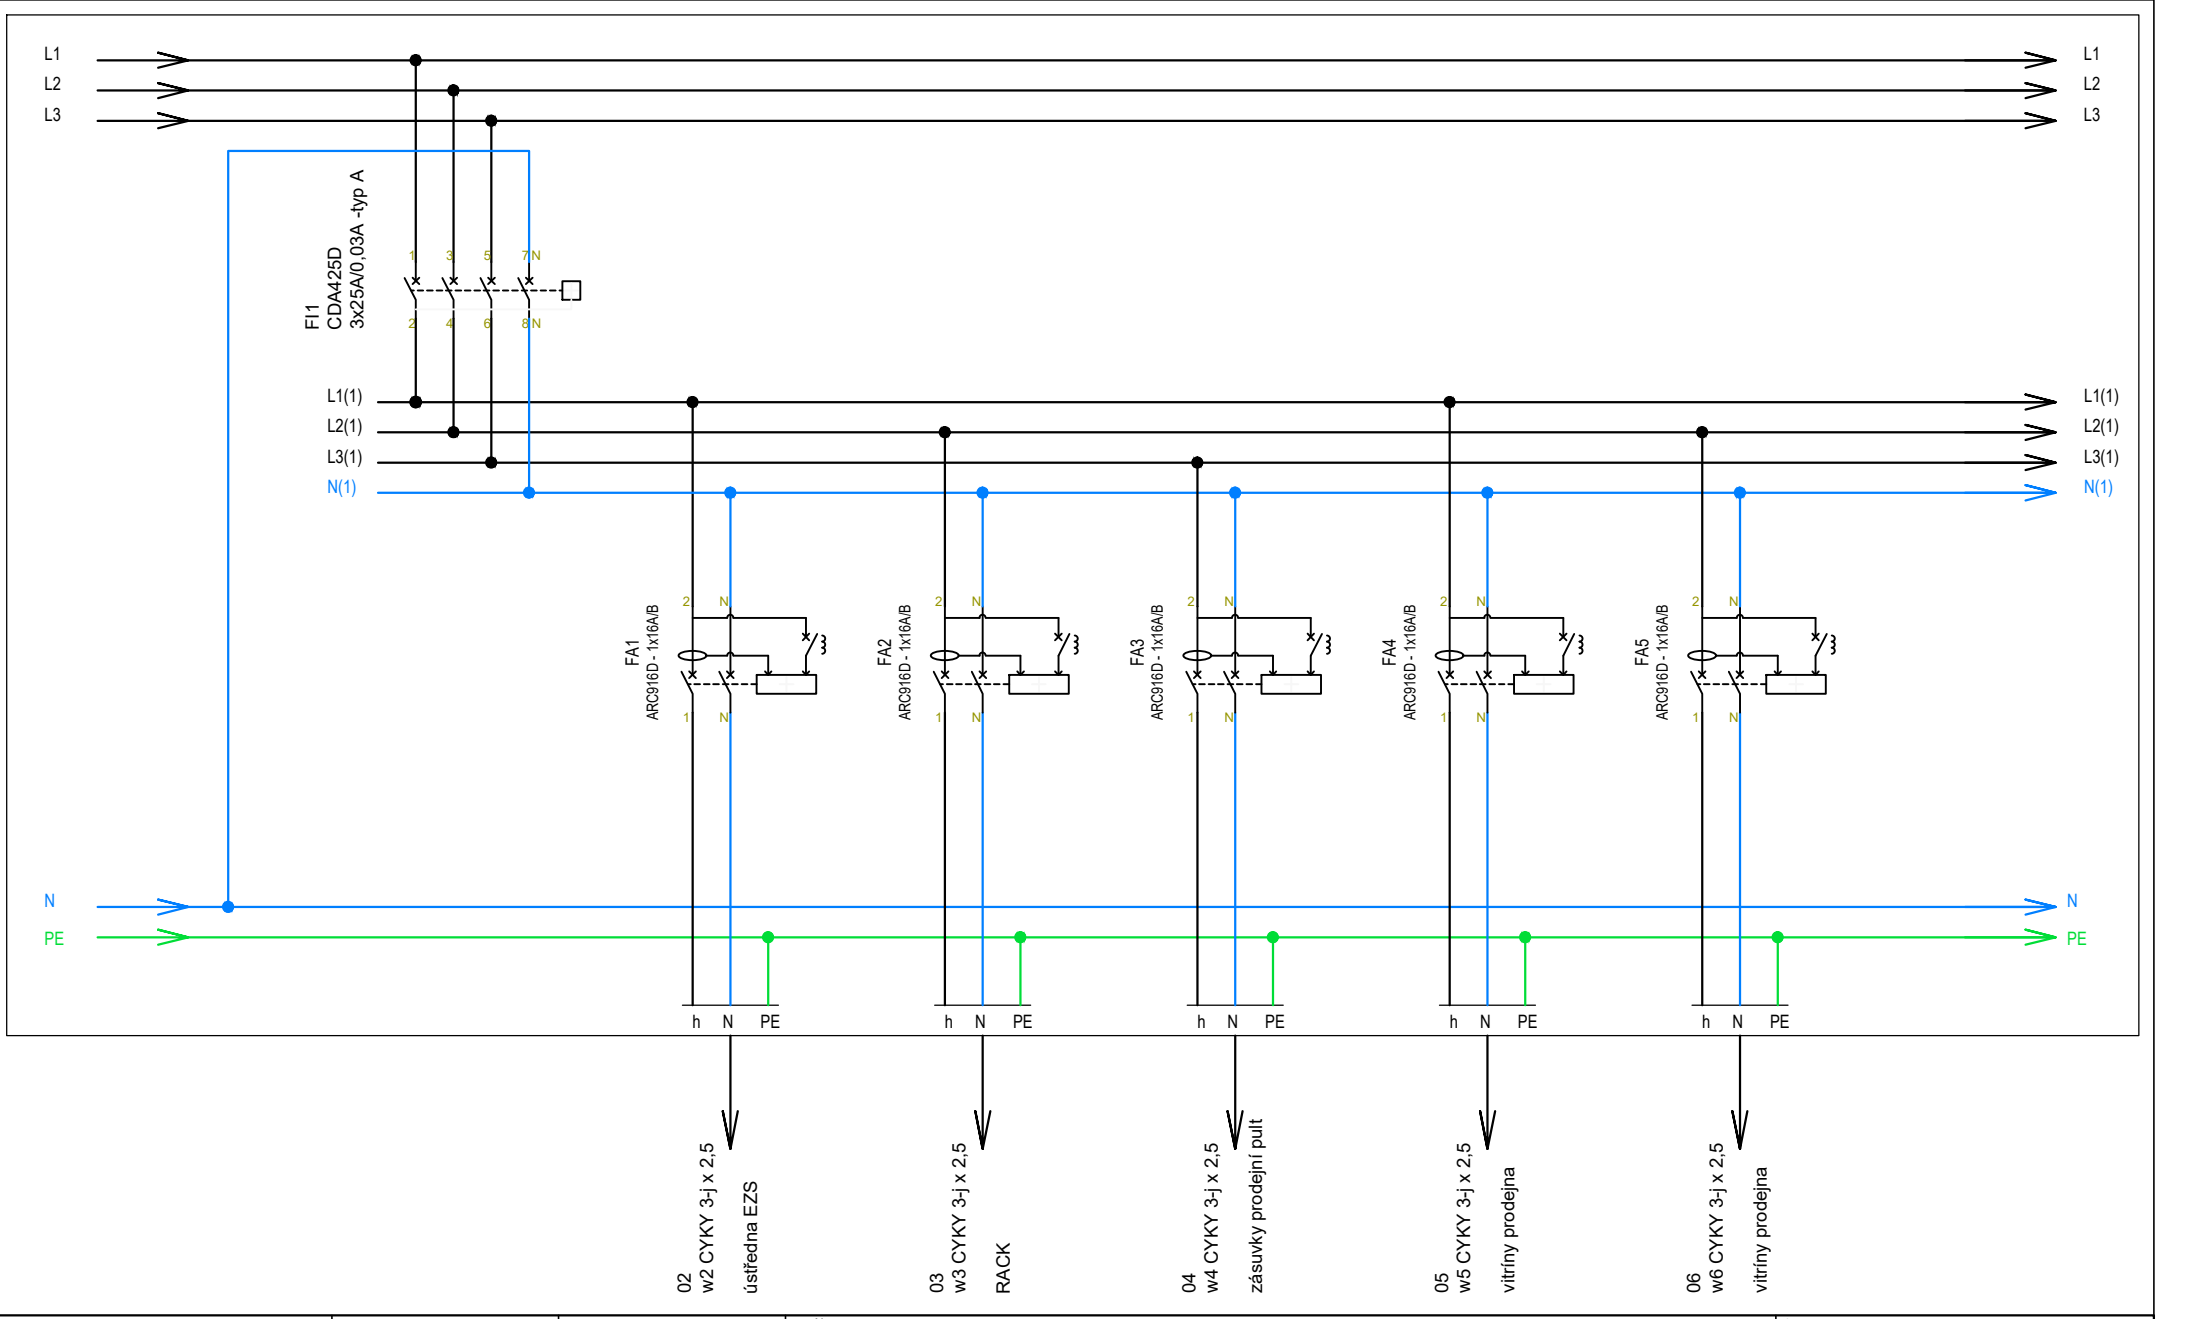 L1
L1
L2
L2
L3
L3
FI1
CDA425D
3x25A/0,03A -typ A
1
3
5
7 N
2
4
6
8 N
L1(1)
L1(1)
L2(1)
L2(1)
L3(1)
L3(1)
N(1)
N(1)
FA1
ARC916D - 1x16A/B
2
N
1
N
FA2
ARC916D - 1x16A/B
2
N
1
N
FA3
ARC916D - 1x16A/B
2
N
1
N
FA4
ARC916D - 1x16A/B
2
N
1
N
FA5
ARC916D - 1x16A/B
2
N
1
N
N
N
PE
PE
h N PE
h N PE
h N PE
h N PE
h N PE
02
w2 CYKY 3-j x 2,5
ústředna EZS
03
w3 CYKY 3-j x 2,5
RACK
04
w4 CYKY 3-j x 2,5
zásuvky prodejní pult
05
w5 CYKY 3-j x 2,5
vitríny prodejna
06
w6 CYKY 3-j x 2,5
vitríny prodejna